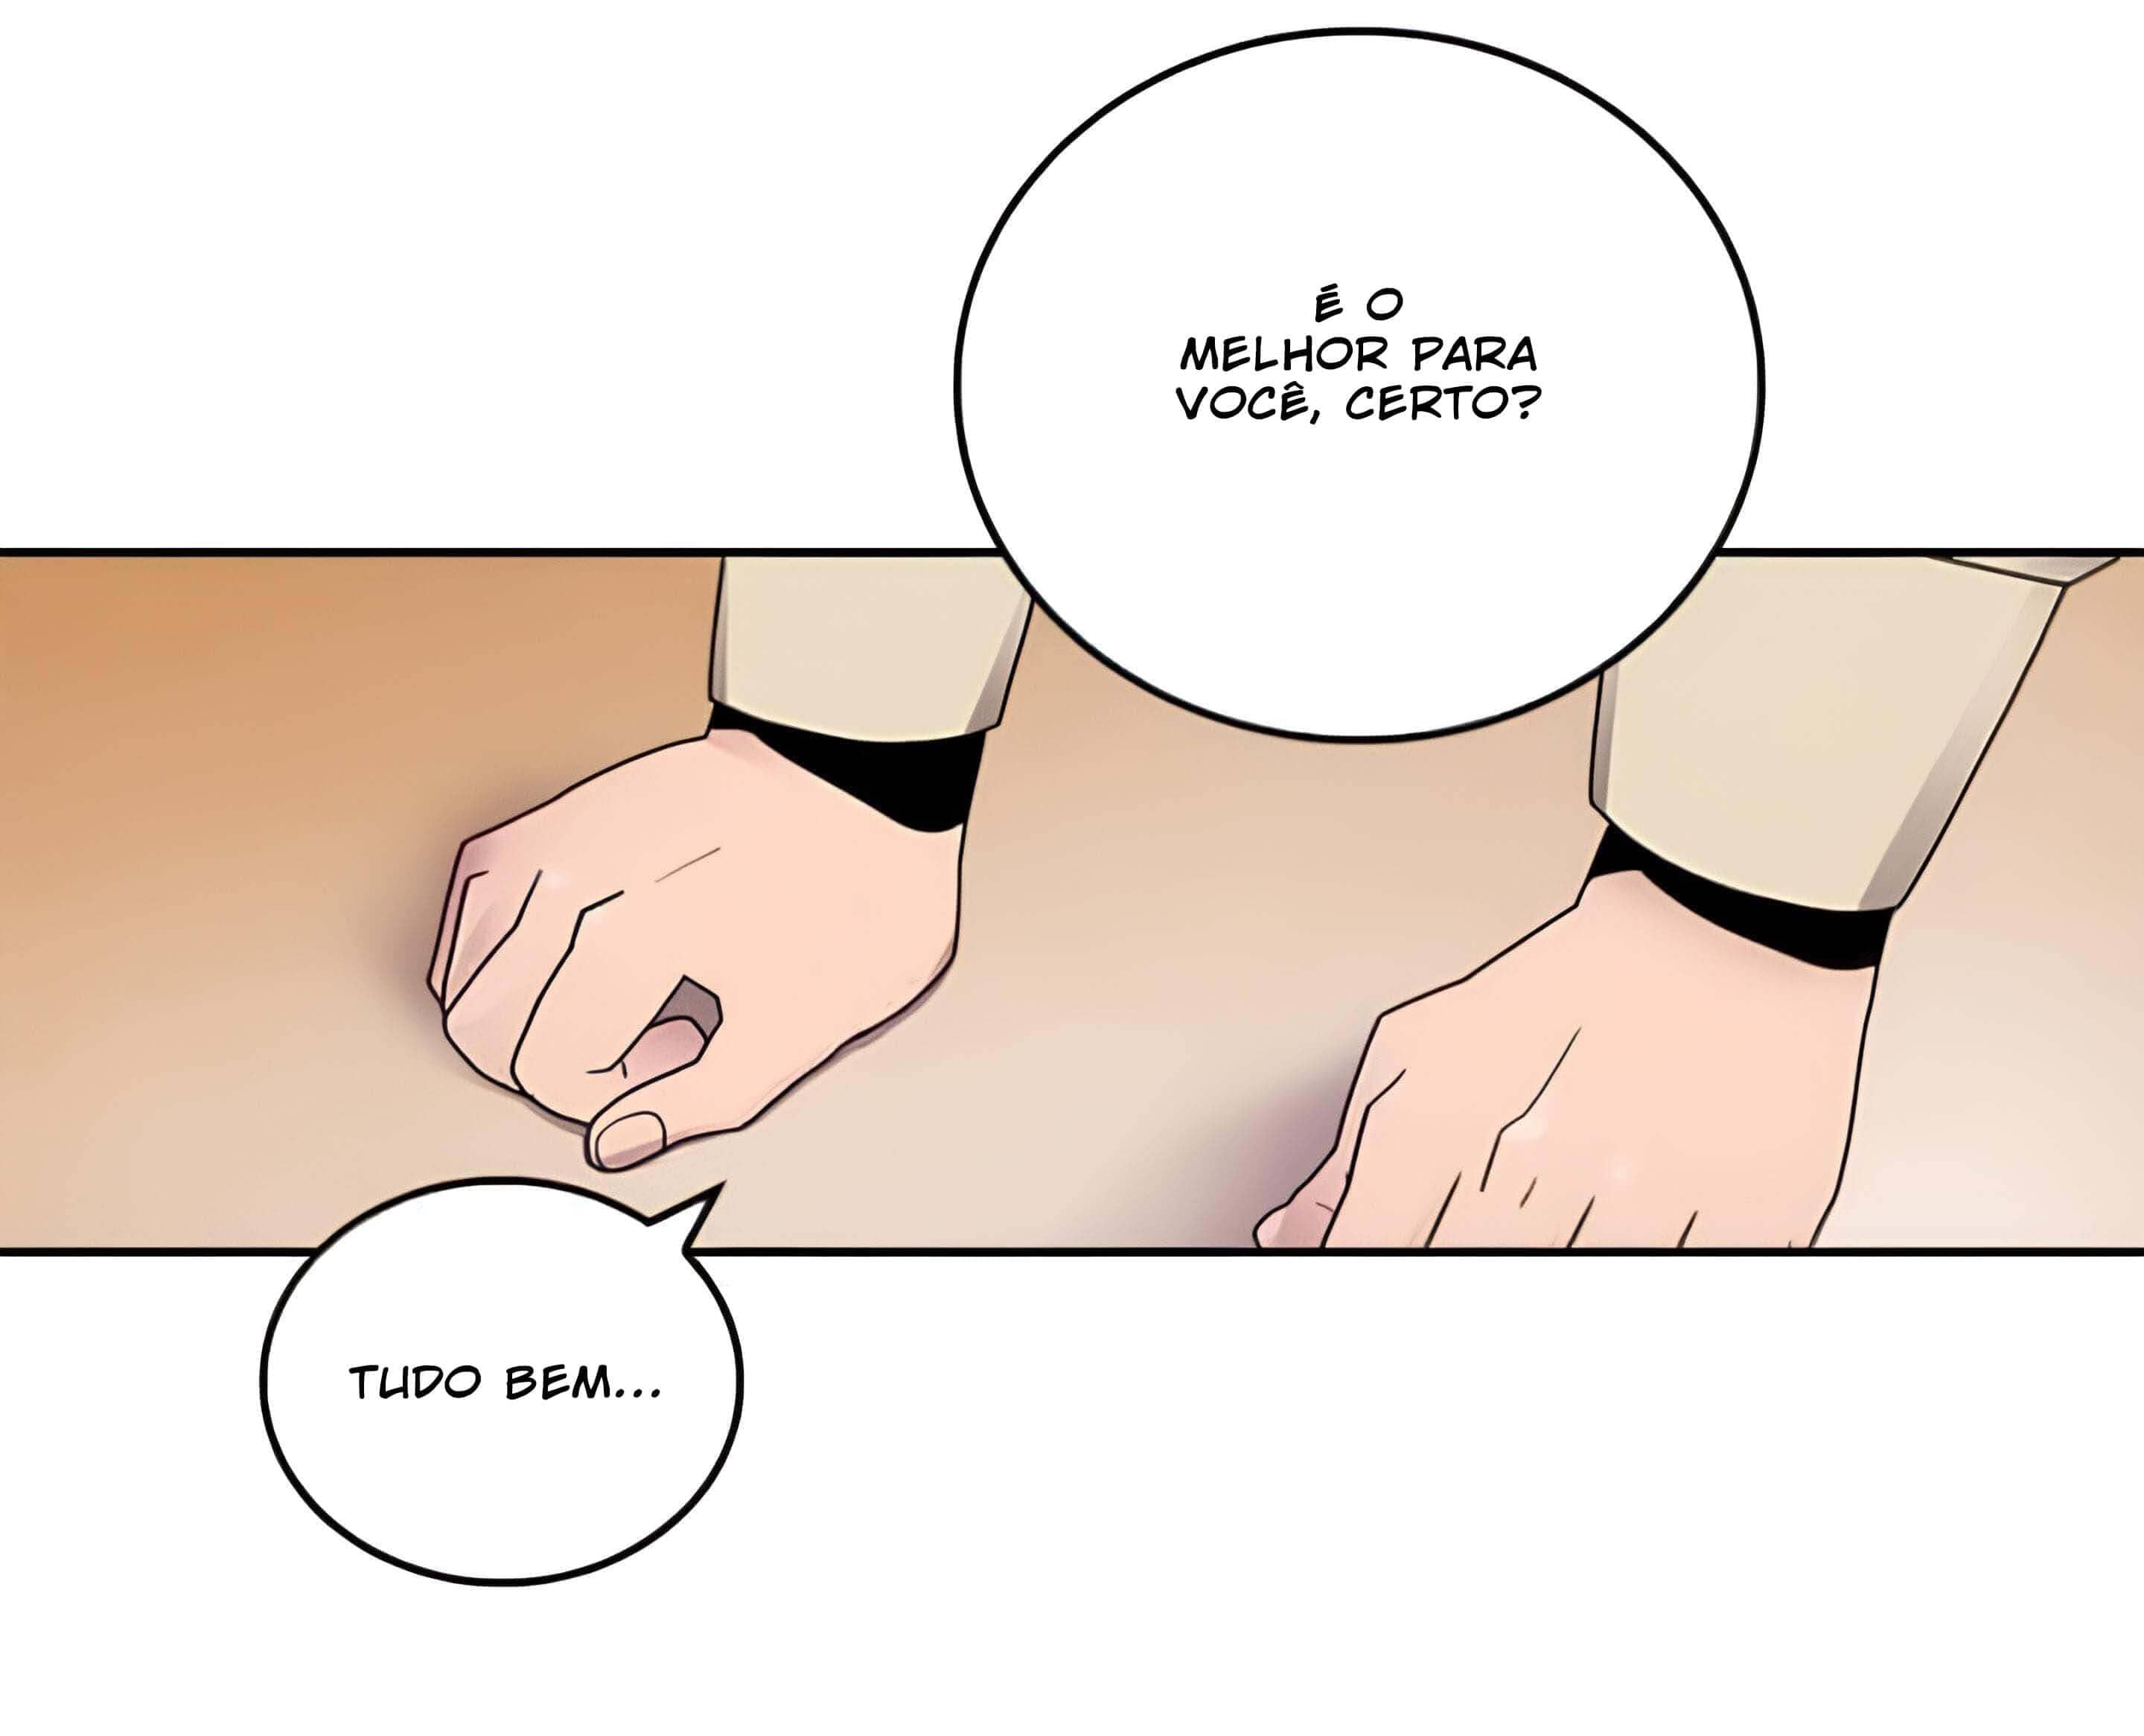 É O
MELHOR PARA
VOCÊ, CERTO?
TUDO BEM...